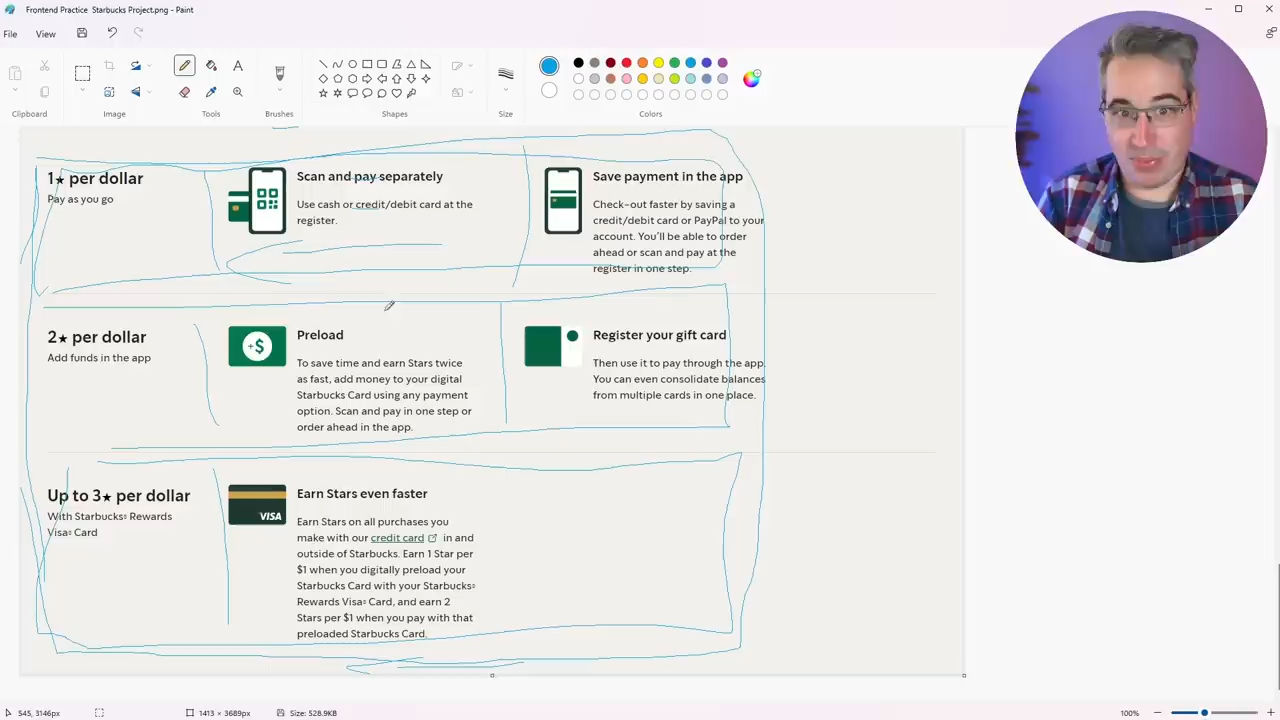 Frontend Practice Starbucks Project.png - Paint
File
View
Clipboard
Image
Tools
Brushes
Shapes
Size
Colors
1★ per dollar
Pay as you go
Scan and pay separately
Use cash or credit/debit card at the
register.
Save payment in the app
Check-out faster by saving a
credit/debit card or PayPal to your
account. You'll be able to order
ahead or scan and pay at the
register in one step.
2★ per dollar
Add funds in the app
+$
Preload
To save time and earn Stars twice
as fast, add money to your digital
Starbucks Card using any payment
option. Scan and pay in one step or
order ahead in the app.
Register your gift card
Then use it to pay through the app.
You can even consolidate balances
from multiple cards in one place.
Up to 3★ per dollar
With Starbucks® Rewards
Visa® Card
VISA
Earn Stars even faster
Earn Stars on all purchases you
make with our credit card in and
outside of Starbucks. Earn 1 Star per
$1 when you digitally preload your
Starbucks Card with your Starbucks®
Rewards Visa® Card, and earn 2
Stars per $1 when you pay with that
preloaded Starbucks Card.
545, 3146px
1413 × 3689px
Size: 528.9KB
100%